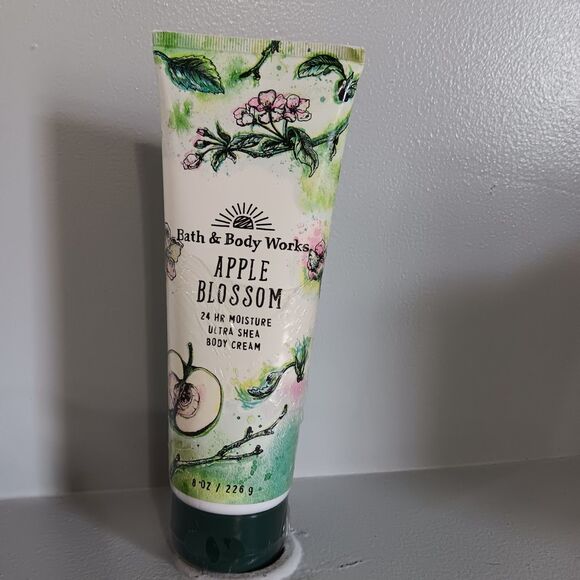 Bath & Body Works
APPLE
BLOSSOM
24 HR MOISTURE
ULTRA SHEA
BODY CREAM
8 OZ / 226 g